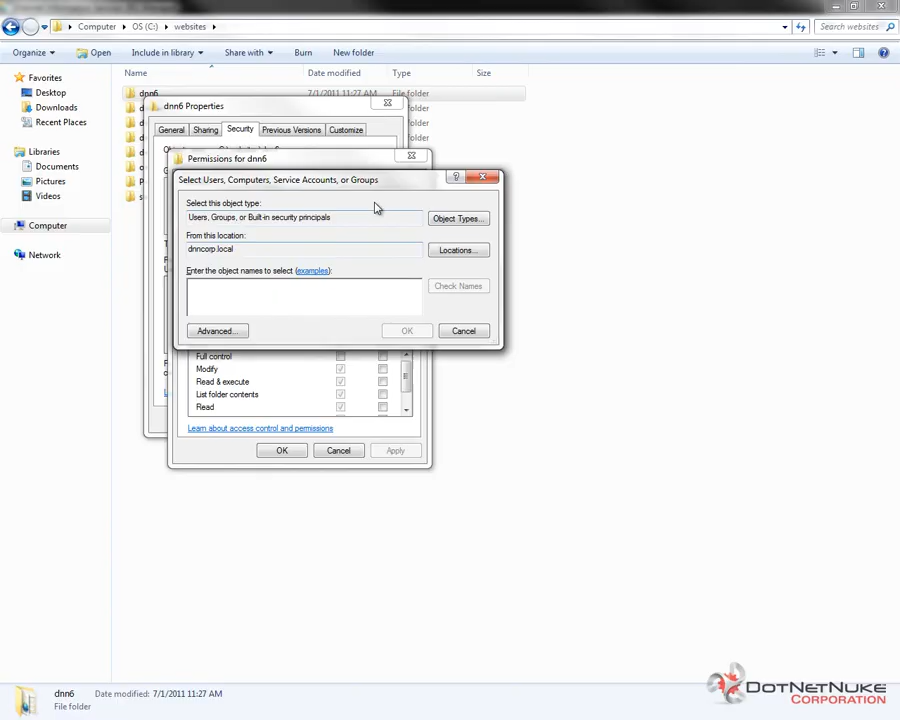 Computer ▸ OS (C:) ▸ websites ▸
Search websites
Organize ▾ Open Include in library ▾ Share with ▾ Burn New folder
Name Date modified Type Size
Favorites
Desktop
Downloads
Recent Places
Libraries
Documents
Pictures
Videos
Computer
Network
dnn6 7/1/2011 11:27 AM File folder
file folder
file folder
file folder
dnn6 Properties
General Sharing Security Previous Versions Customize
Permissions for dnn6
Select Users, Computers, Service Accounts, or Groups
Select this object type:
Users, Groups, or Built-in security principals Object Types...
From this location:
dnncorp.local Locations...
Enter the object names to select (examples):
Check Names
Advanced... OK Cancel
Full control
Modify
Read & execute
List folder contents
Read
Learn about access control and permissions
OK Cancel Apply
dnn6 Date modified: 7/1/2011 11:27 AM
File folder
DOTNETNUKE
CORPORATION